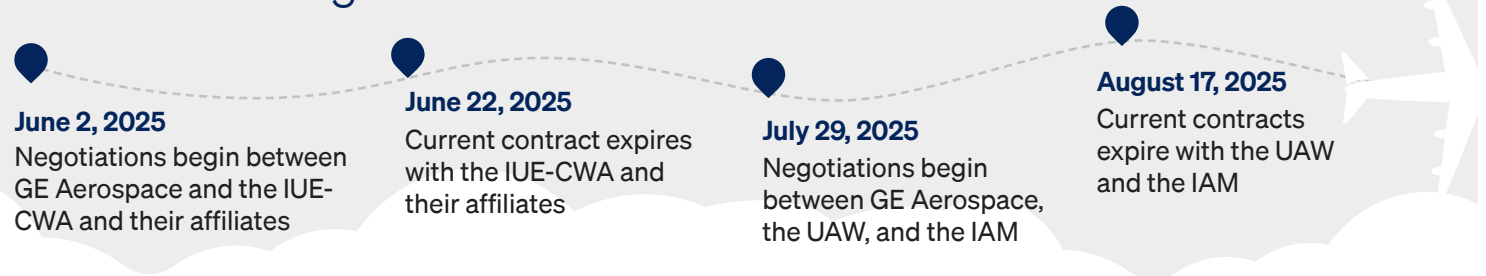 June 2, 2025
Negotiations begin between
GE Aerospace and the IUE-
CWA and their affiliates
June 22, 2025
Current contract expires
with the IUE-CWA and
their affiliates
July 29, 2025
Negotiations begin
between GE Aerospace,
the UAW, and the IAM
August 17, 2025
Current contracts
expire with the UAW
and the IAM